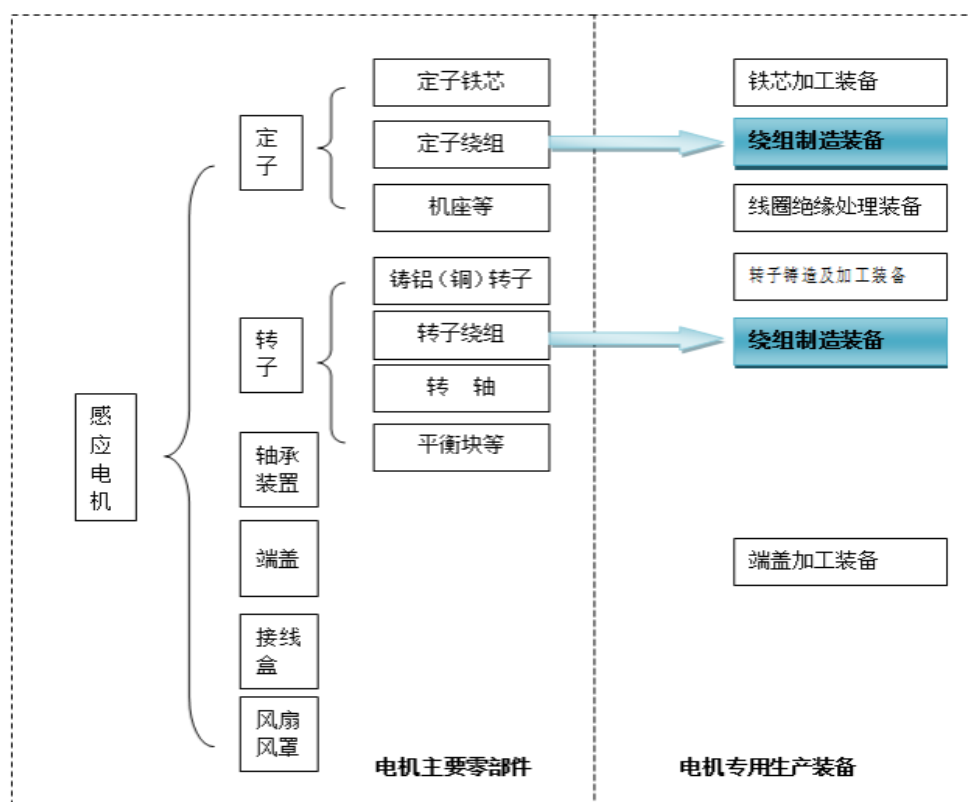 定子铁芯
铁芯加工装备
定
子
定子绕组
绕组制造装备
机座等
线圈绝缘处理装备
铸铝（铜）转子
转子铸造及加工装备
转
子
转子绕组
绕组制造装备
转 轴
平衡块等
感
应
电
机
轴承
装置
端盖
端盖加工装备
接线
盒
风扇
风罩
电机主要零部件
电机专用生产装备